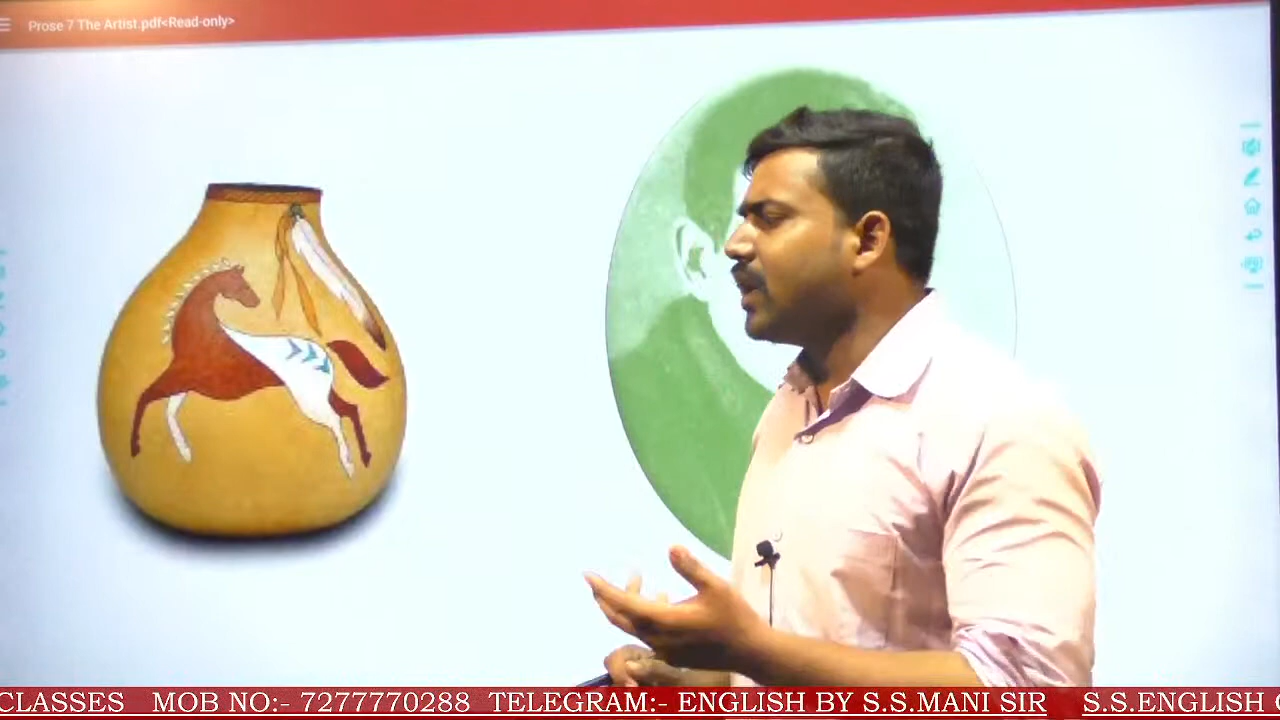 Prose 7 The Artist.pdf<Read-only>
CLASSES MOB NO:- 7277770288 TELEGRAM:- ENGLISH BY S.S.MANI SIR S.S.ENGLISH